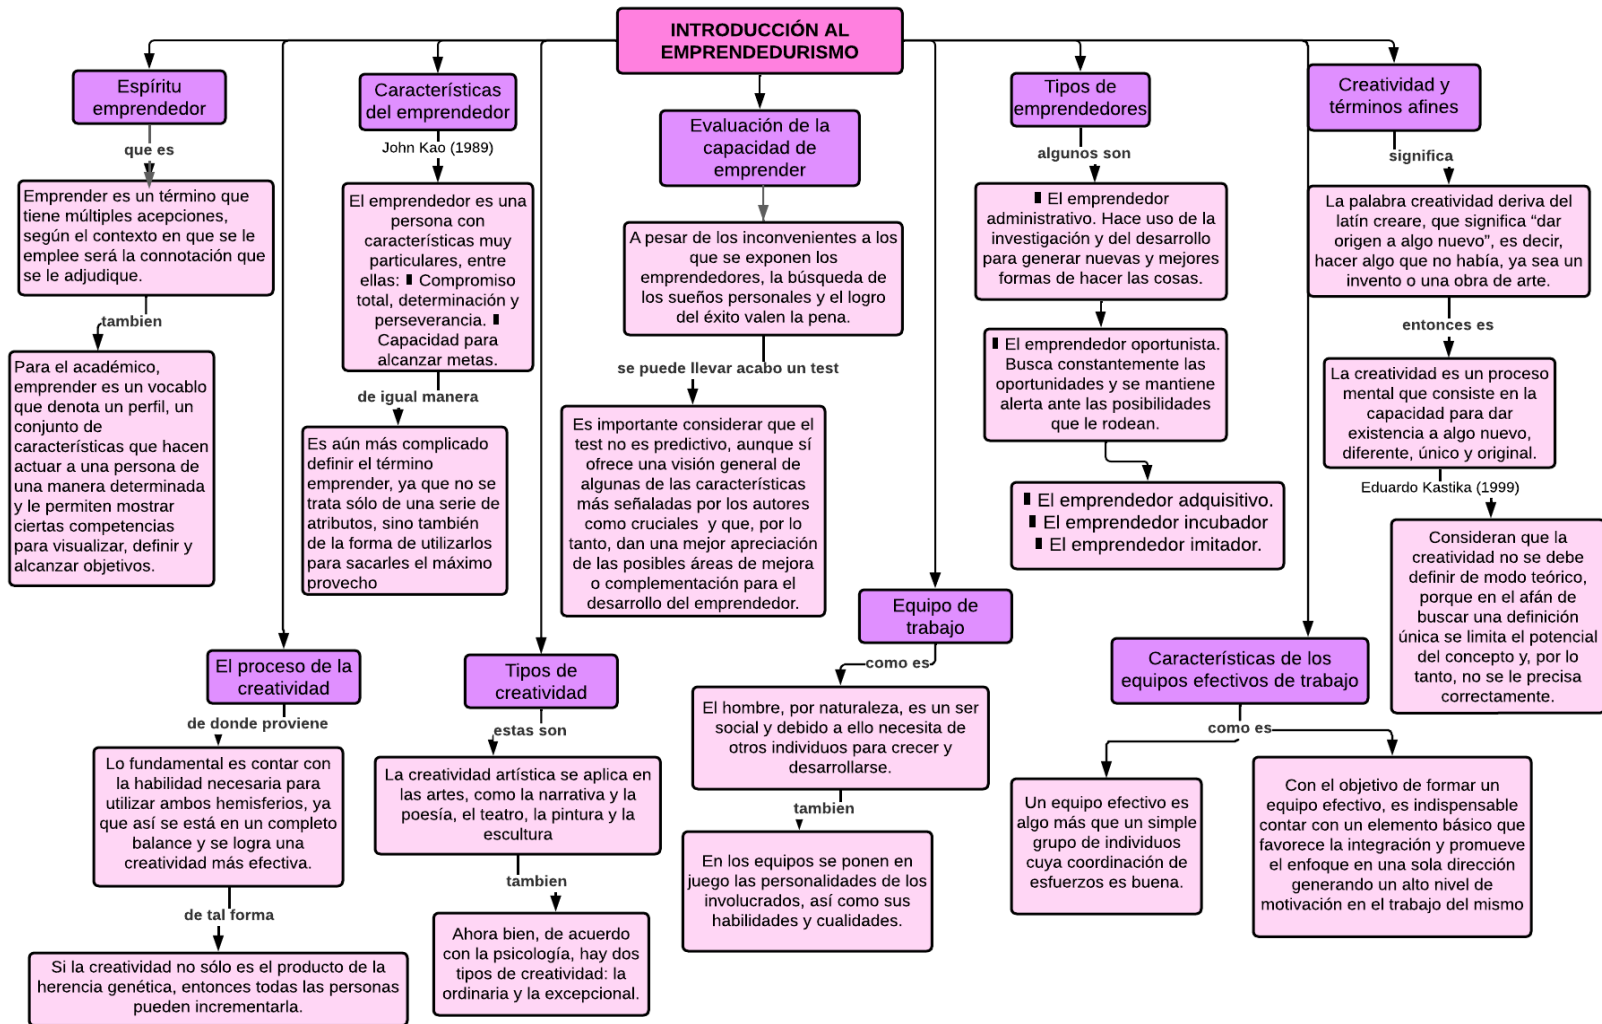 INTRODUCCIÓN AL
EMPRENDEDURISMO
Espíritu
emprendedor
que es
Emprender es un término que
tiene múltiples acepciones,
según el contexto en que se le
emplee será la connotación que
se le adjudique.
tambien
Para el académico,
emprender es un vocablo
que denota un perfil, un
conjunto de
características que hacen
actuar a una persona de
una manera determinada
y le permiten mostrar
ciertas competencias
para visualizar, definir y
alcanzar objetivos.
Características
del emprendedor
John Kao (1989)
El emprendedor es una
persona con
características muy
particulares, entre
ellas: ▮ Compromiso
total, determinación y
perseverancia. ▮
Capacidad para
alcanzar metas.
de igual manera
Es aún más complicado
definir el término
emprender, ya que no se
trata sólo de una serie de
atributos, sino también
de la forma de utilizarlos
para sacarles el máximo
provecho
Evaluación de la
capacidad de
emprender
A pesar de los inconvenientes a los
que se exponen los
emprendedores, la búsqueda de
los sueños personales y el logro
del éxito valen la pena.
se puede llevar acabo un test
Es importante considerar que el
test no es predictivo, aunque sí
ofrece una visión general de
algunas de las características
más señaladas por los autores
como cruciales y que, por lo
tanto, dan una mejor apreciación
de las posibles áreas de mejora
o complementación para el
desarrollo del emprendedor.
Tipos de
emprendedores
algunos son
▮ El emprendedor
administrativo. Hace uso de la
investigación y del desarrollo
para generar nuevas y mejores
formas de hacer las cosas.
▮ El emprendedor oportunista.
Busca constantemente las
oportunidades y se mantiene
alerta ante las posibilidades
que le rodean.
▮ El emprendedor adquisitivo.
▮ El emprendedor incubador
▮ El emprendedor imitador.
Creatividad y
términos afines
significa
La palabra creatividad deriva del
latín creare, que significa “dar
origen a algo nuevo”, es decir,
hacer algo que no había, ya sea un
invento o una obra de arte.
entonces es
La creatividad es un proceso
mental que consiste en la
capacidad para dar
existencia a algo nuevo,
diferente, único y original.
Eduardo Kastika (1999)
Consideran que la
creatividad no se debe
definir de modo teórico,
porque en el afán de
buscar una definición
única se limita el potencial
del concepto y, por lo
tanto, no se le precisa
correctamente.
El proceso de la
creatividad
de donde proviene
Lo fundamental es contar con
la habilidad necesaria para
utilizar ambos hemisferios, ya
que así se está en un completo
balance y se logra una
creatividad más efectiva.
de tal forma
Si la creatividad no sólo es el producto de la
herencia genética, entonces todas las personas
pueden incrementarla.
Tipos de
creatividad
estas son
La creatividad artística se aplica en
las artes, como la narrativa y la
poesía, el teatro, la pintura y la
escultura
tambien
Ahora bien, de acuerdo
con la psicología, hay dos
tipos de creatividad: la
ordinaria y la excepcional.
Equipo de
trabajo
como es
El hombre, por naturaleza, es un ser
social y debido a ello necesita de
otros individuos para crecer y
desarrollarse.
tambien
En los equipos se ponen en
juego las personalidades de los
involucrados, así como sus
habilidades y cualidades.
Características de los
equipos efectivos de trabajo
como es
Un equipo efectivo es
algo más que un simple
grupo de individuos
cuya coordinación de
esfuerzos es buena.
Con el objetivo de formar un
equipo efectivo, es indispensable
contar con un elemento básico que
favorece la integración y promueve
el enfoque en una sola dirección
generando un alto nivel de
motivación en el trabajo del mismo